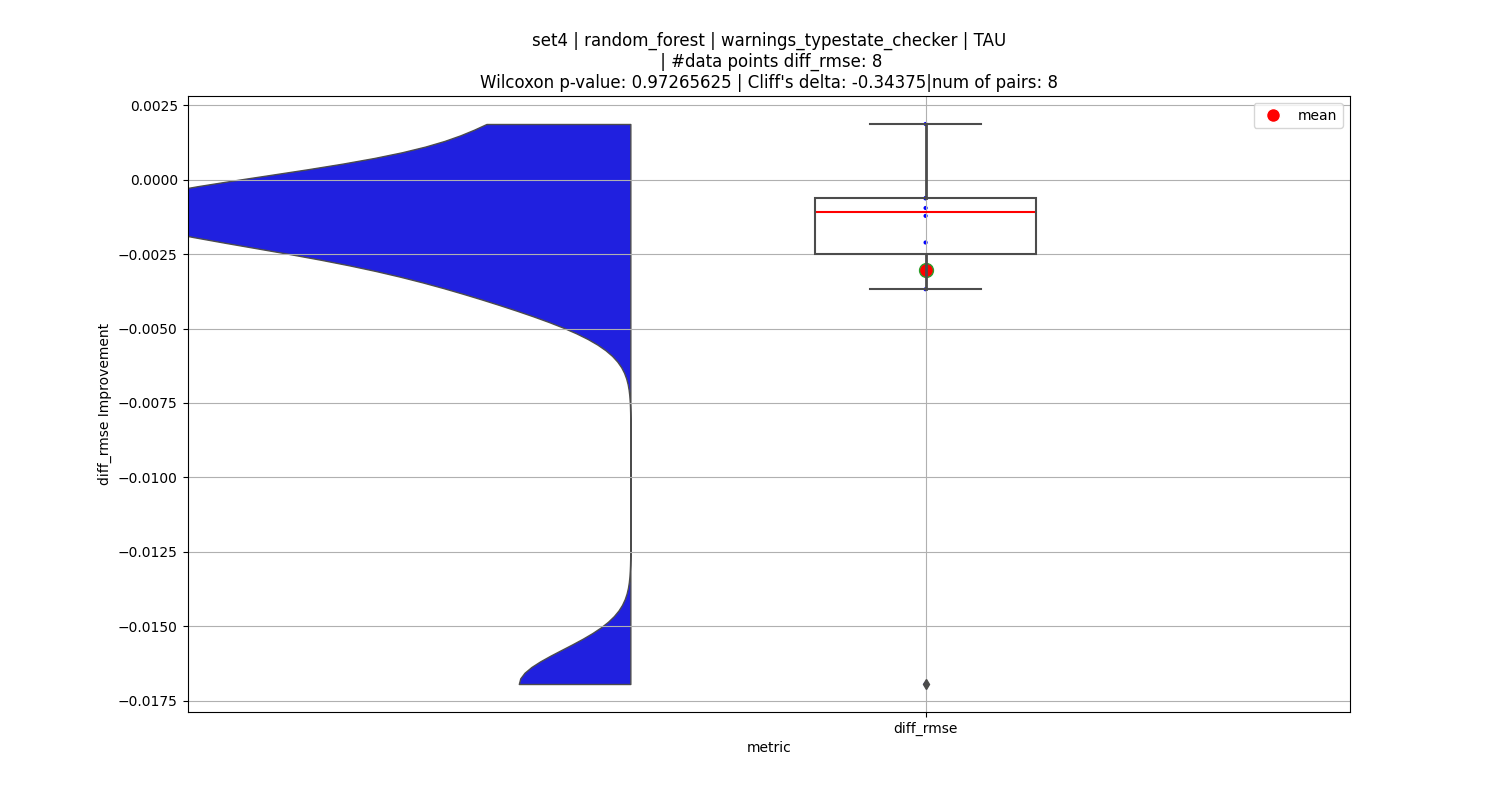 set4 | random_forest | warnings_typestate_checker | TAU
| #data points diff_rmse: 8
Wilcoxon p-value: 0.97265625 | Cliff's delta: -0.34375|num of pairs: 8
0.0025
0.0000
−0.0025
−0.0050
−0.0075
−0.0100
−0.0125
−0.0150
−0.0175
diff_rmse Improvement
mean
diff_rmse
metric